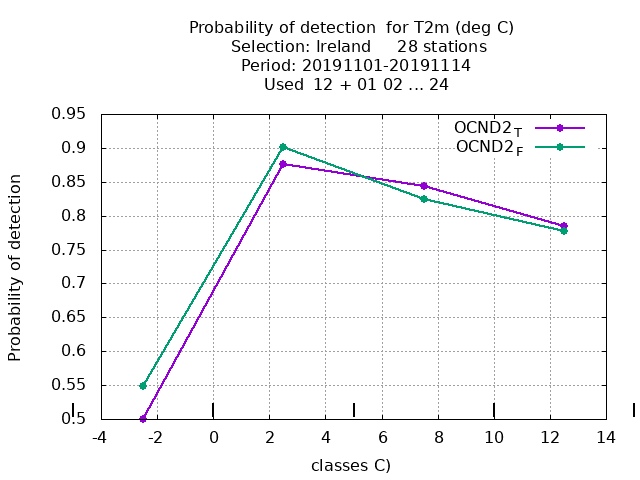 Probability of detection  for T2m (deg C)
Selection: Ireland     28 stations
Period: 20191101-20191114
Used  12 + 01 02 ... 24
0.95
0.9
0.85
0.8
0.75
0.7
0.65
0.6
0.55
0.5
Probability of detection
OCND2T
OCND2F
-4 -2 0 2 4 6 8 10 12 14
classes C)